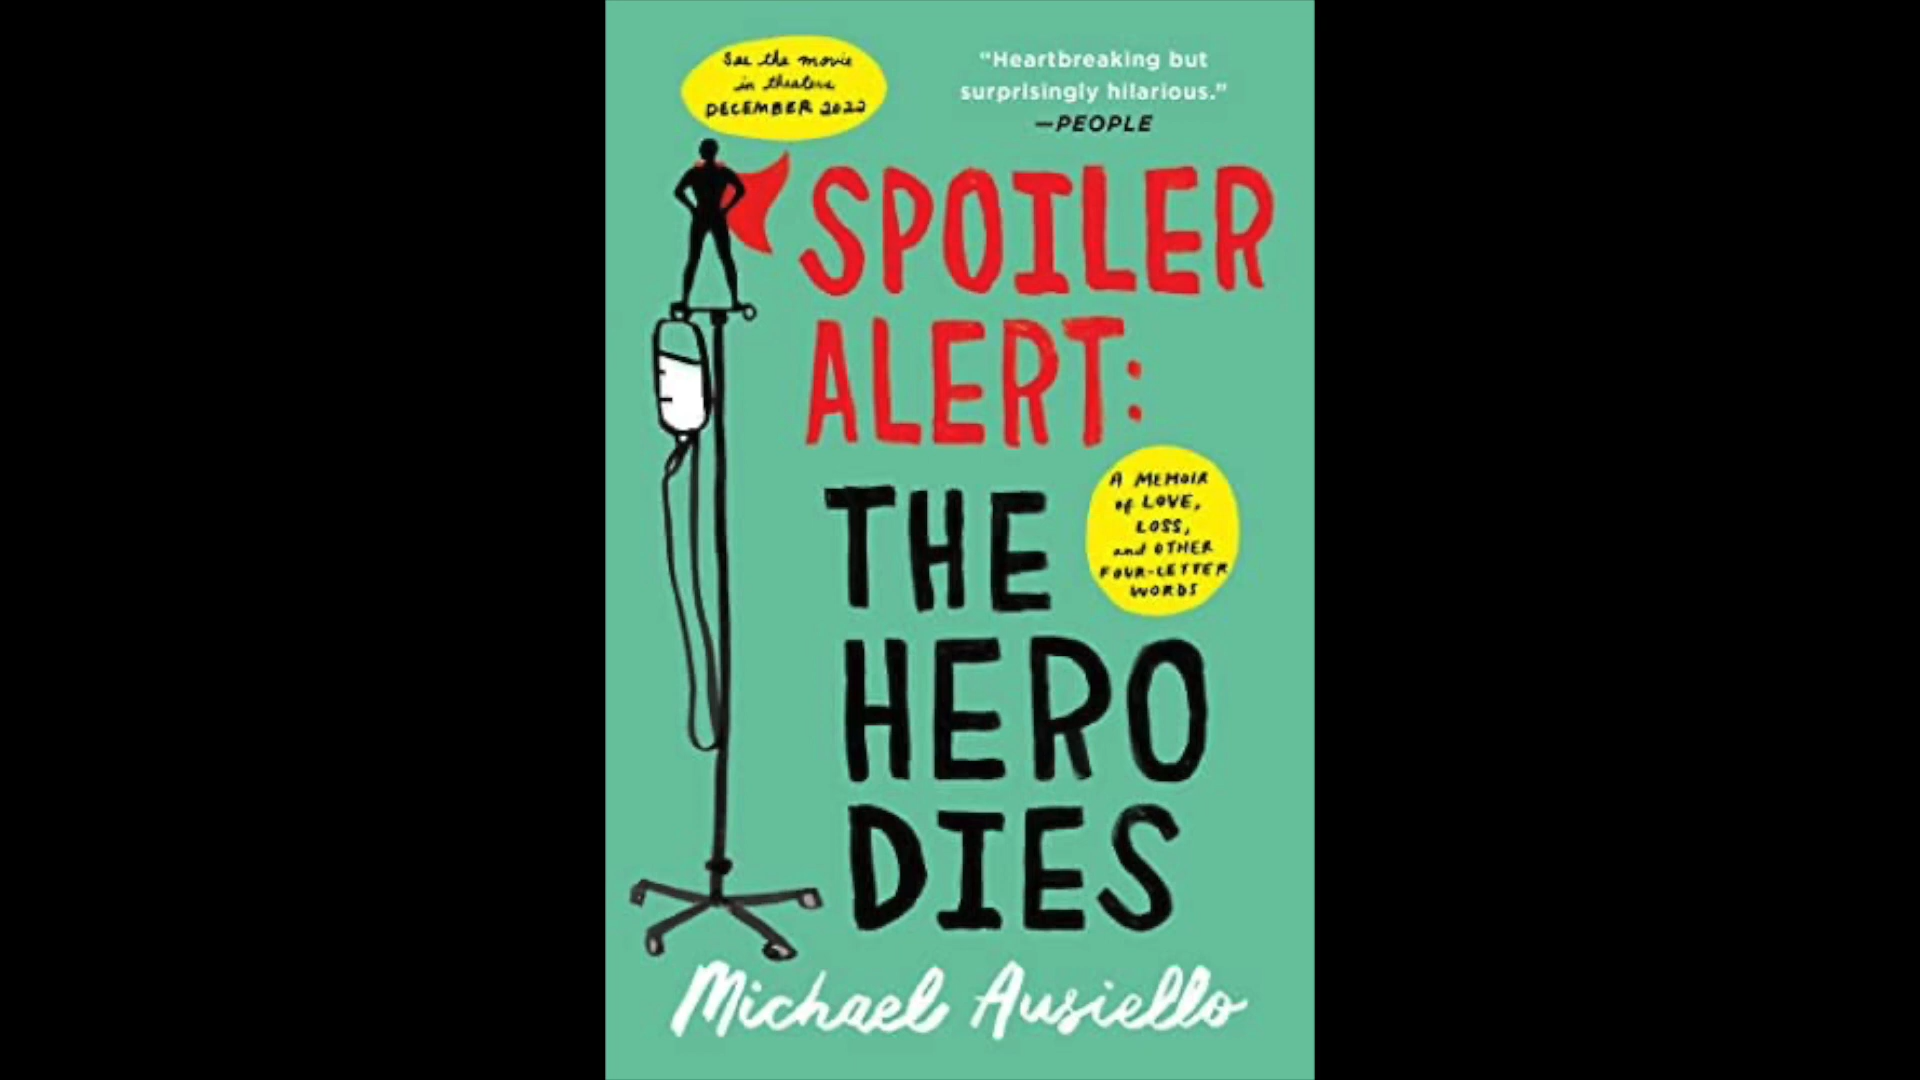 See the movie
in theaters
DECEMBER 2022
“Heartbreaking but
surprisingly hilarious.”
—PEOPLE
SPOILER
ALERT:
THE
A MEMOIR
of LOVE,
LOSS,
and OTHER
FOUR-LETTER
WORDS
HERO
DIES
Michael Ausiello